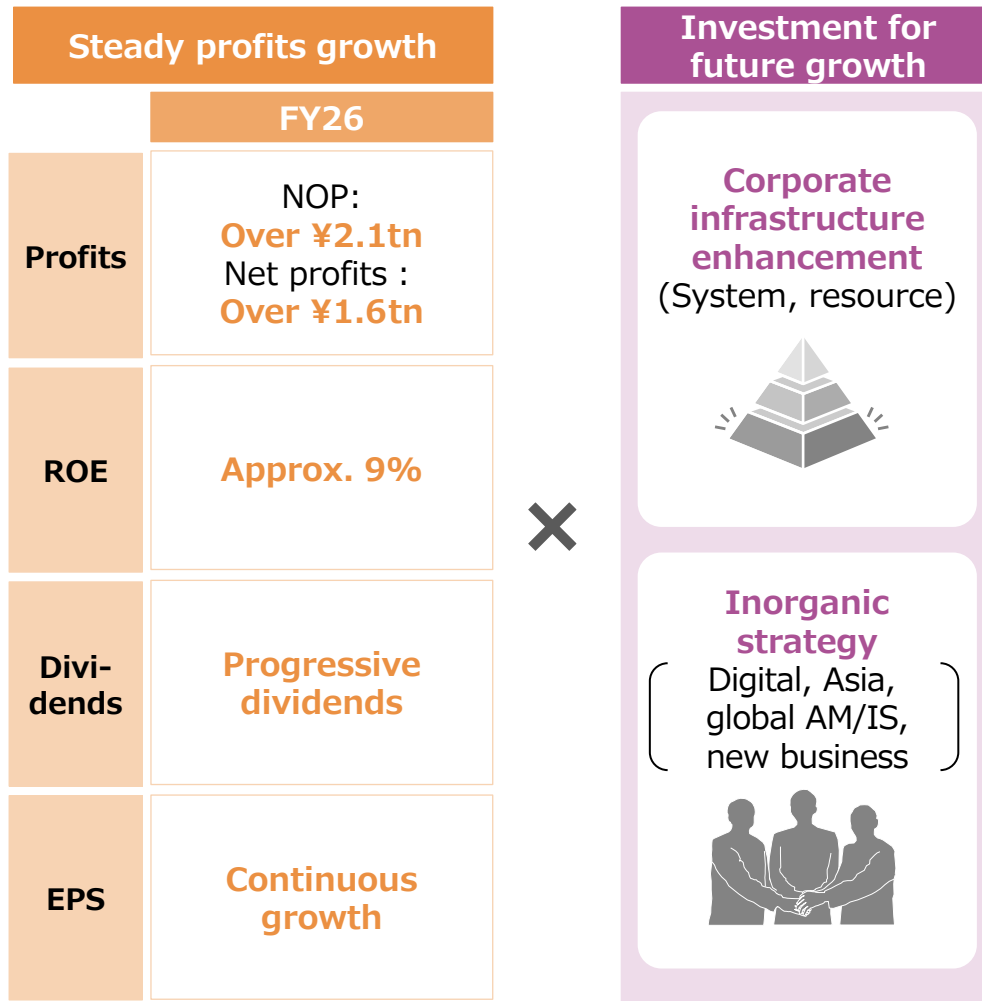 Steady profits growth
FY26
Profits
NOP:
Over ¥2.1tn
Net profits :
Over ¥1.6tn
ROE
Approx. 9%
Divi-
dends
Progressive
dividends
EPS
Continuous
growth
×
Investment for
future growth
Corporate
infrastructure
enhancement
(System, resource)
Inorganic
strategy
Digital, Asia,
global AM/IS,
new business